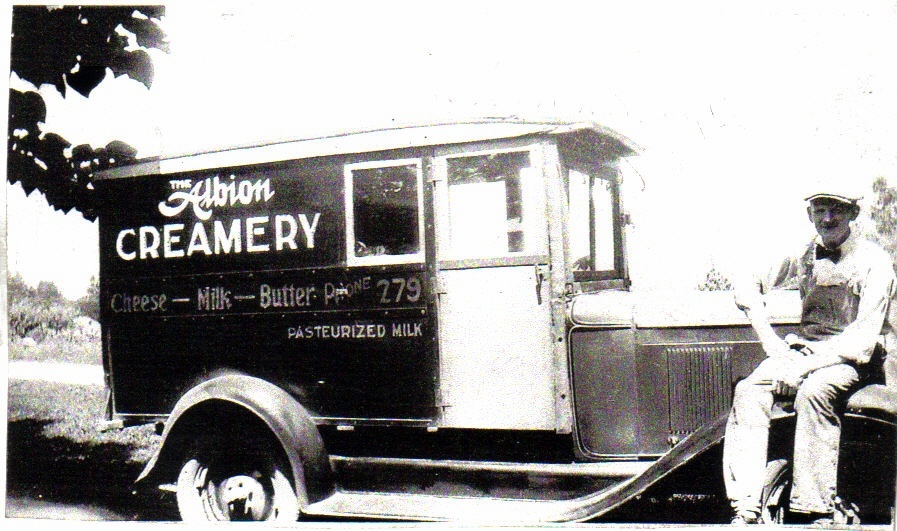 THE Albion
CREAMERY
Cheese — Milk — Butter PHONE 279
PASTEURIZED MILK